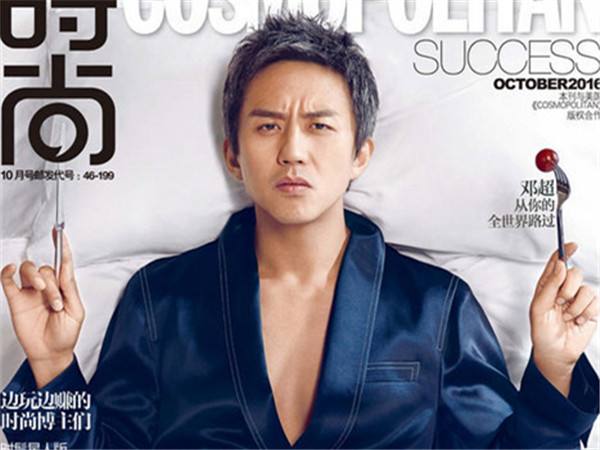 时尚
COSMOPOLITAN
SUCCESS
OCTOBER2016
本刊与美国
《COSMOPOLITAN》
版权合作
10月号邮发代号：46-199
邓超
从你的
全世界路过
边玩边赚的
时尚博主们